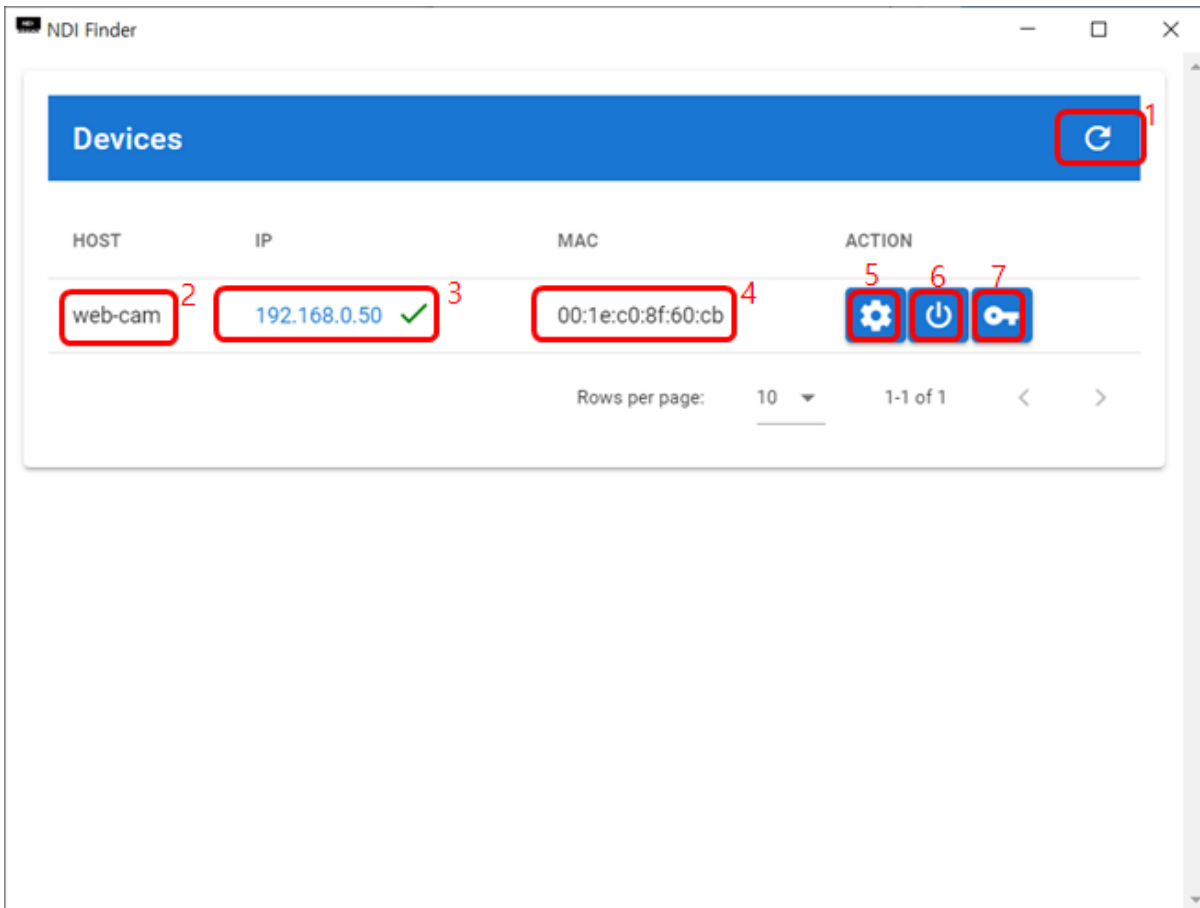 NDI Finder
1
Devices
HOST IP MAC ACTION
5 6 7
web-cam 2 192.168.0.50 3 00:1e:c0:8f:60:cb 4
Rows per page: 10 1-1 of 1